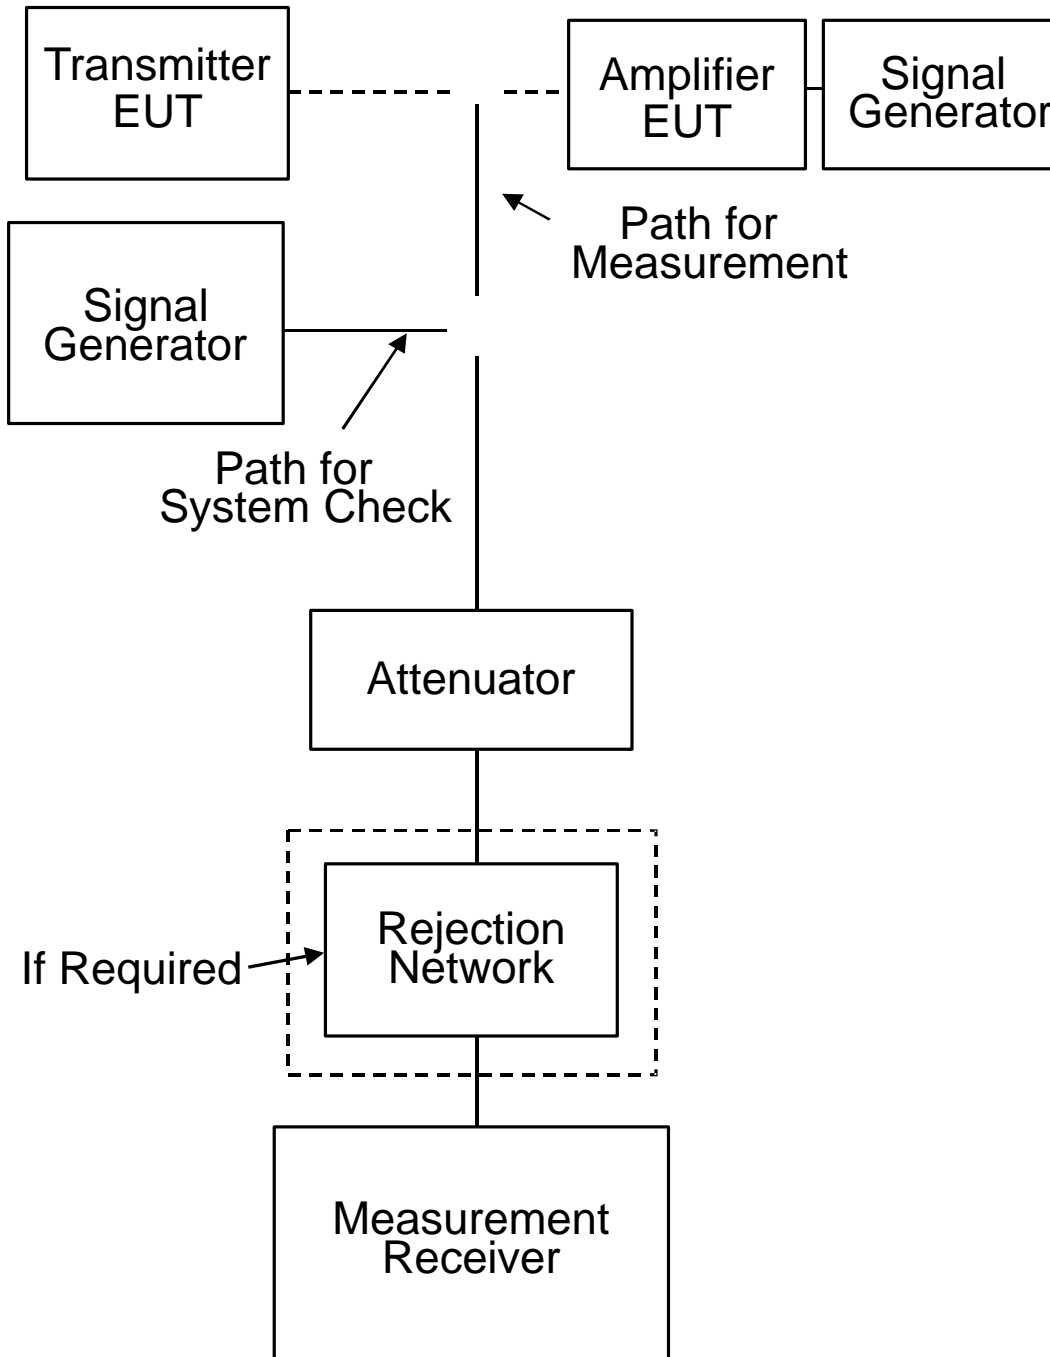 Transmitter
EUT
Amplifier
EUT
Signal
Generator
Path for
Measurement
Signal
Generator
Path for
System Check
Attenuator
If Required
Rejection
Network
Measurement
Receiver